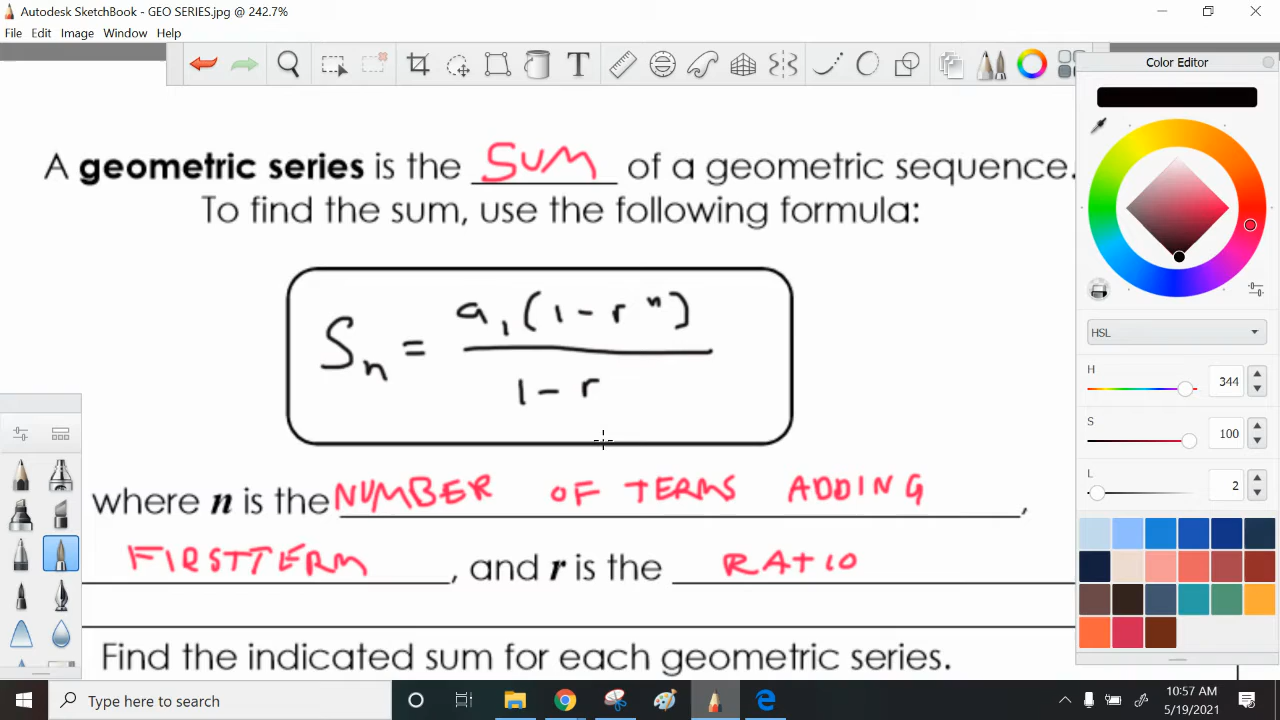 Autodesk SketchBook - GEO SERIES.jpg @ 242.7%
File Edit Image Window Help
T
Color Editor
A geometric series is the SUM of a geometric sequence.
To find the sum, use the following formula:
Sn = a1(1-r^n)
1-r
HSL
H
344
S
100
L
2
where n is the NUMBER OF TERMS ADDING,
FIRST TERM, and r is the RATIO
Find the indicated sum for each geometric series.
Type here to search
10:57 AM
5/19/2021